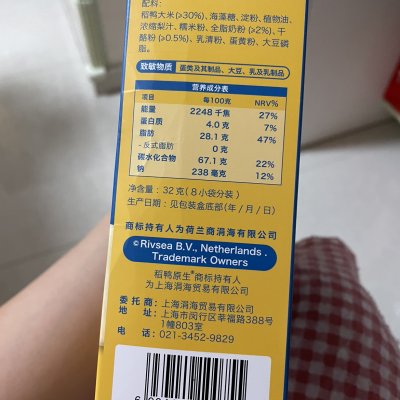 配料:
稻鸭大米(≥30%)、海藻糖、淀粉、植物油、
浓缩梨汁、糯米粉、全脂奶粉(≥2%)、干
酪粉(≥0.5%)、乳清粉、蛋黄粉、大豆磷
脂。
致敏物质 蛋类及其制品、大豆、乳及乳制品
营养成分表
项目 每100克 NRV%
能量 2248 千焦 27%
蛋白质 4.0 克 7%
脂肪 28.1 克 47%
- 反式脂肪 0 克
碳水化合物 67.1 克 22%
钠 238 毫克 12%
净含量: 32克(8小袋分装)
生产日期: 见包装盒底部(年/月/日)
商标持有人为荷兰商涓海有限公司
©Rivsea B.V., Netherlands.
Trademark Owners
稻鸭原生®商标持有人
为上海涓海贸易有限公司
委托商: 上海涓海贸易有限公司
地址: 上海市闵行区莘福路388号
1幢803室
电话: 021-3452-9829